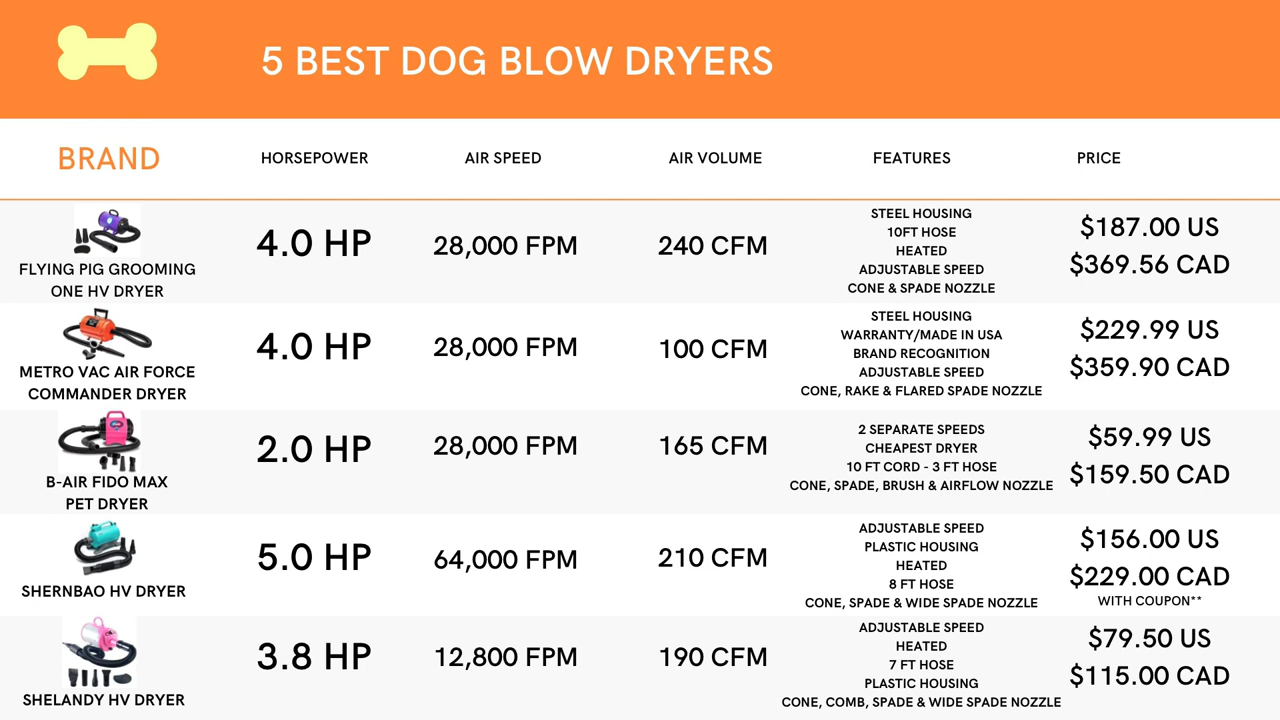 5 BEST DOG BLOW DRYERS
BRAND
HORSEPOWER
AIR SPEED
AIR VOLUME
FEATURES
PRICE
FLYING PIG GROOMING
ONE HV DRYER
4.0 HP
28,000 FPM
240 CFM
STEEL HOUSING
10FT HOSE
HEATED
ADJUSTABLE SPEED
CONE & SPADE NOZZLE
$187.00 US
$369.56 CAD
METRO VAC AIR FORCE
COMMANDER DRYER
4.0 HP
28,000 FPM
100 CFM
STEEL HOUSING
WARRANTY/MADE IN USA
BRAND RECOGNITION
ADJUSTABLE SPEED
CONE, RAKE & FLARED SPADE NOZZLE
$229.99 US
$359.90 CAD
B-AIR FIDO MAX
PET DRYER
2.0 HP
28,000 FPM
165 CFM
2 SEPARATE SPEEDS
CHEAPEST DRYER
10 FT CORD - 3 FT HOSE
CONE, SPADE, BRUSH & AIRFLOW NOZZLE
$59.99 US
$159.50 CAD
SHERNBAO HV DRYER
5.0 HP
64,000 FPM
210 CFM
ADJUSTABLE SPEED
PLASTIC HOUSING
HEATED
8 FT HOSE
CONE, SPADE & WIDE SPADE NOZZLE
$156.00 US
$229.00 CAD
WITH COUPON**
SHELANDY HV DRYER
3.8 HP
12,800 FPM
190 CFM
ADJUSTABLE SPEED
HEATED
7 FT HOSE
PLASTIC HOUSING
CONE, COMB, SPADE & WIDE SPADE NOZZLE
$79.50 US
$115.00 CAD